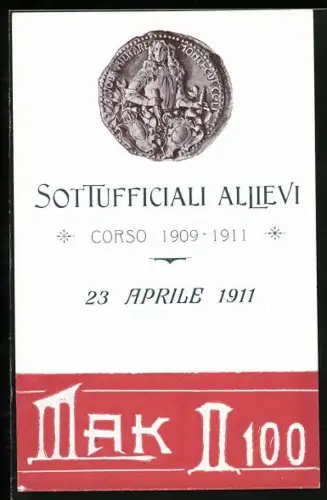 SOTTUFFICIALI ALLIEVI
CORSO 1909-1911
23 APRILE 1911
MAK Π 100